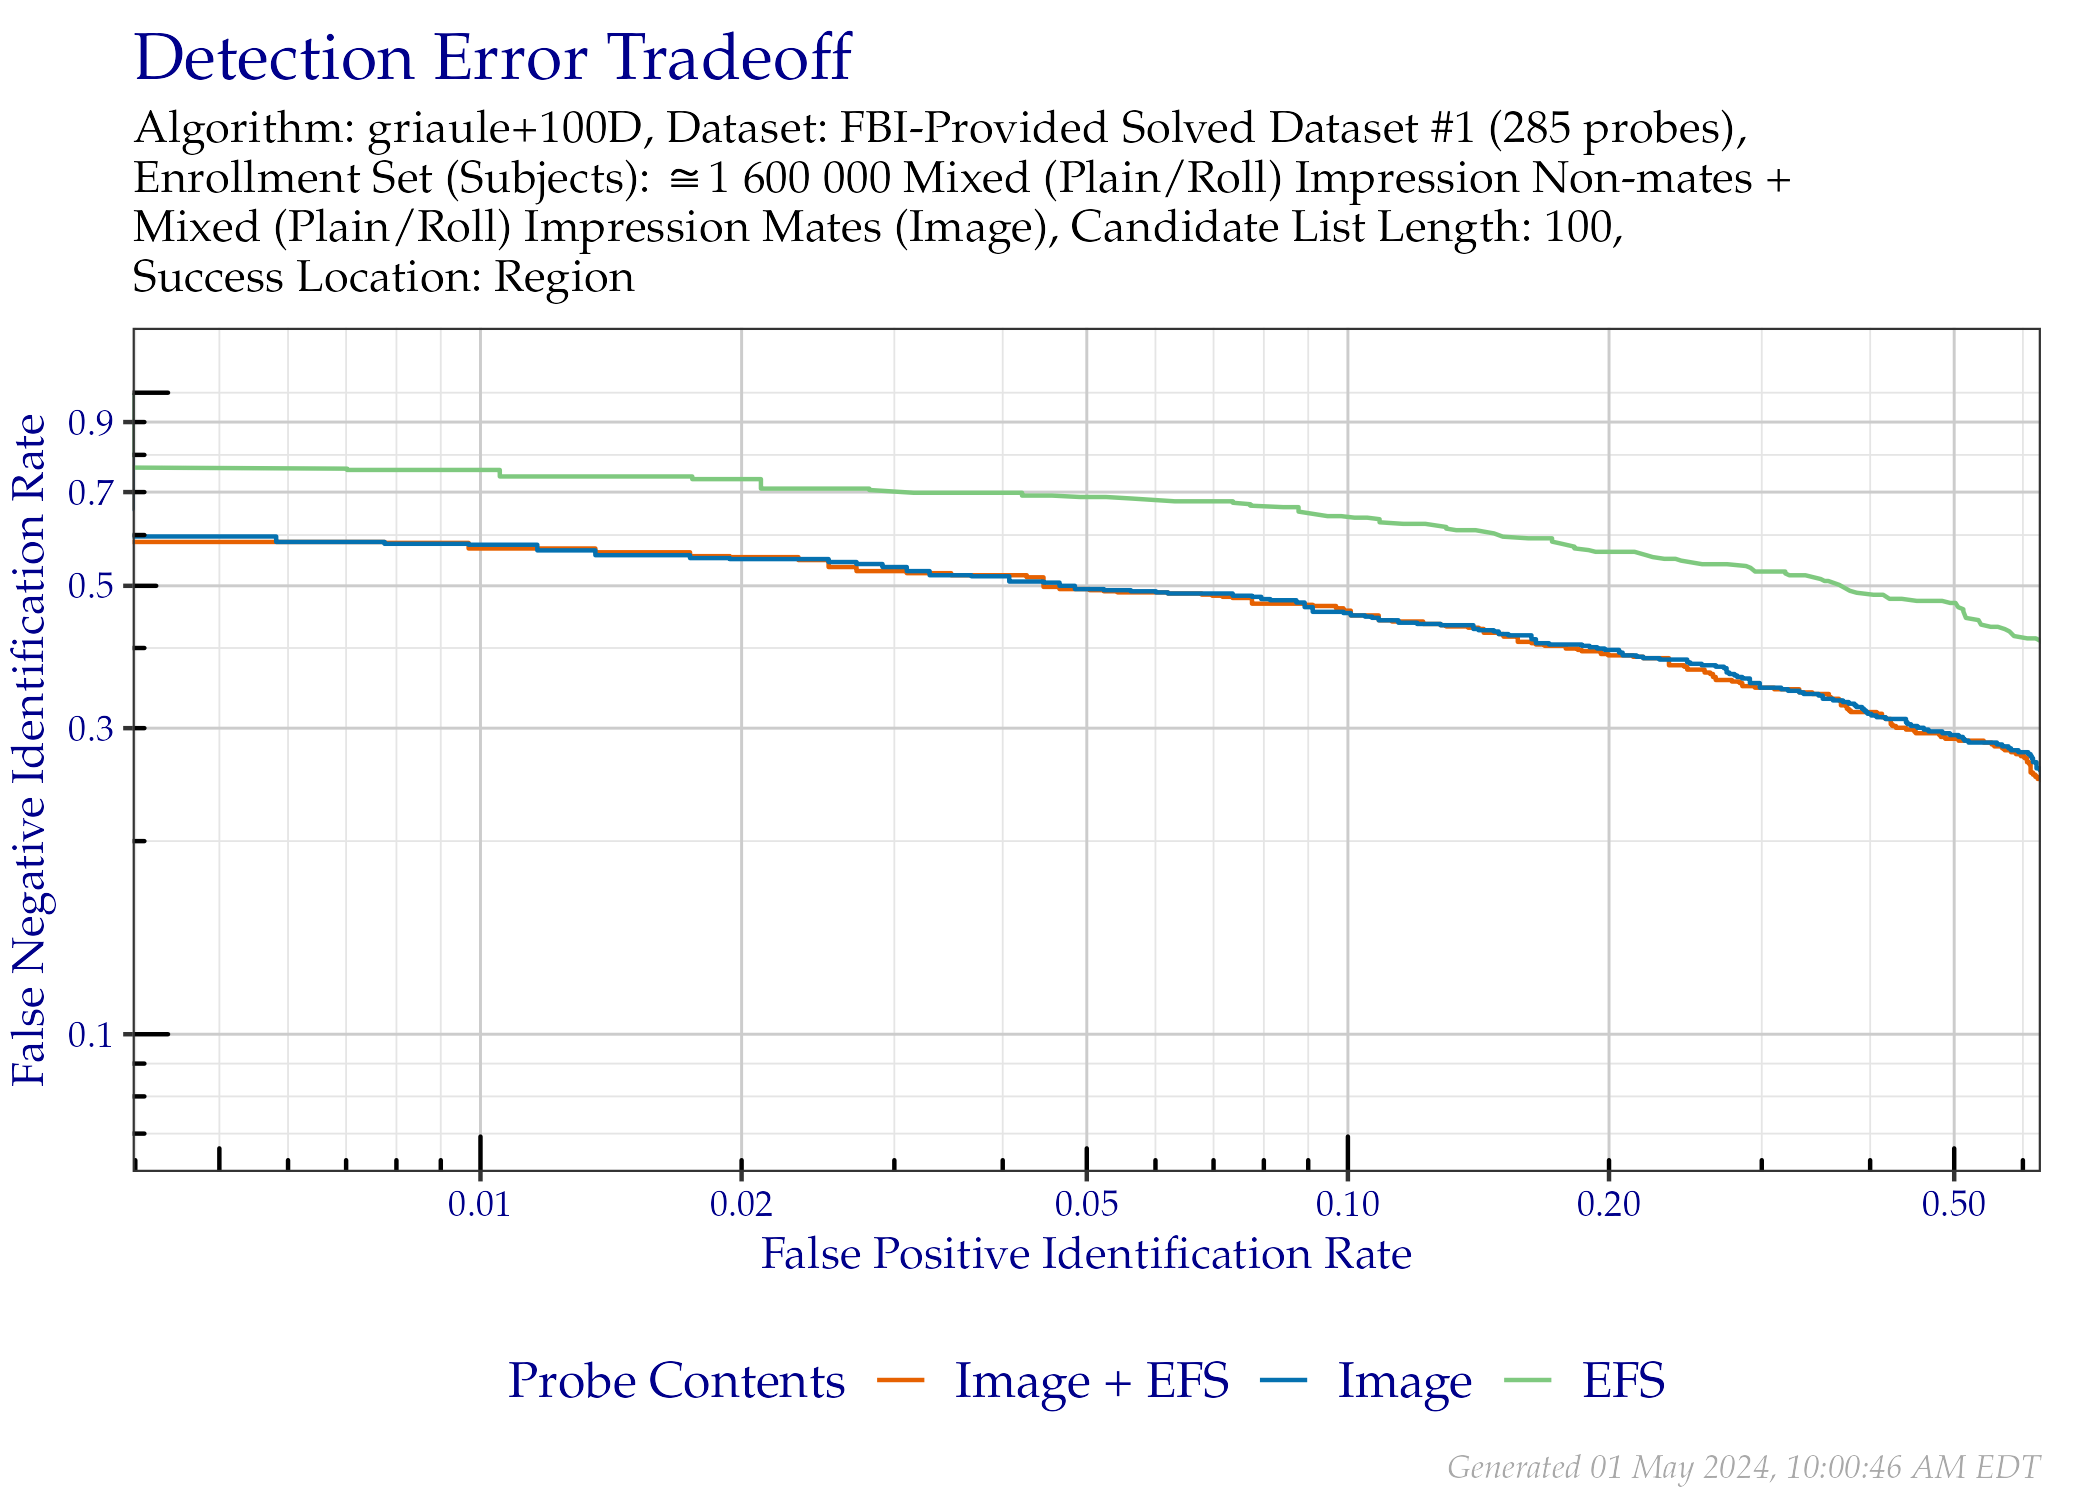 Detection Error Tradeoff
Algorithm: griaule+100D, Dataset: FBI-Provided Solved Dataset #1 (285 probes),
Enrollment Set (Subjects): ≅1 600 000 Mixed (Plain/Roll) Impression Non-mates +
Mixed (Plain/Roll) Impression Mates (Image), Candidate List Length: 100,
Success Location: Region
False Negative Identification Rate
0.9
0.7
0.5
0.3
0.1
0.01 0.02 0.05 0.10 0.20 0.50
False Positive Identification Rate
Probe Contents Image + EFS Image EFS
Generated 01 May 2024, 10:00:46 AM EDT